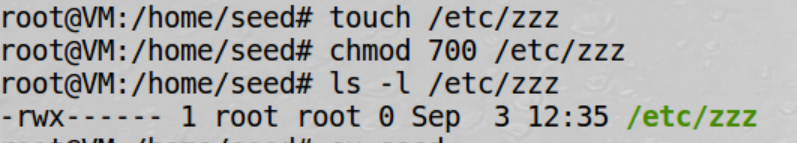 root@VM:/home/seed# touch /etc/zzz
root@VM:/home/seed# chmod 700 /etc/zzz
root@VM:/home/seed# ls -l /etc/zzz
-rwx------ 1 root root 0 Sep  3 12:35 /etc/zzz